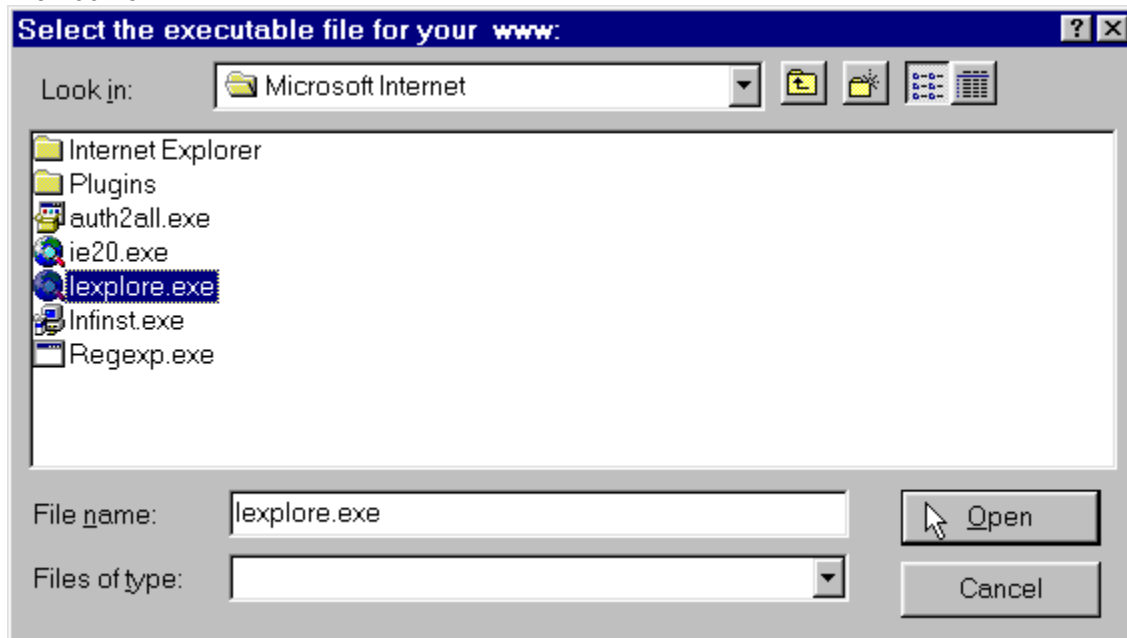 Select the executable file for your www:
Look in:
Microsoft Internet
Internet Explorer
Plugins
auth2all.exe
ie20.exe
Iexplore.exe
Infinst.exe
Regexp.exe
File name:
Iexplore.exe
Open
Files of type:
Cancel